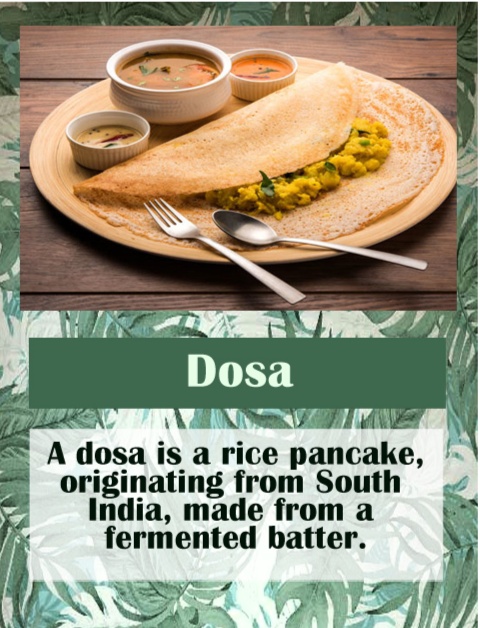 Dosa
A dosa is a rice pancake,
originating from South
India, made from a
fermented batter.